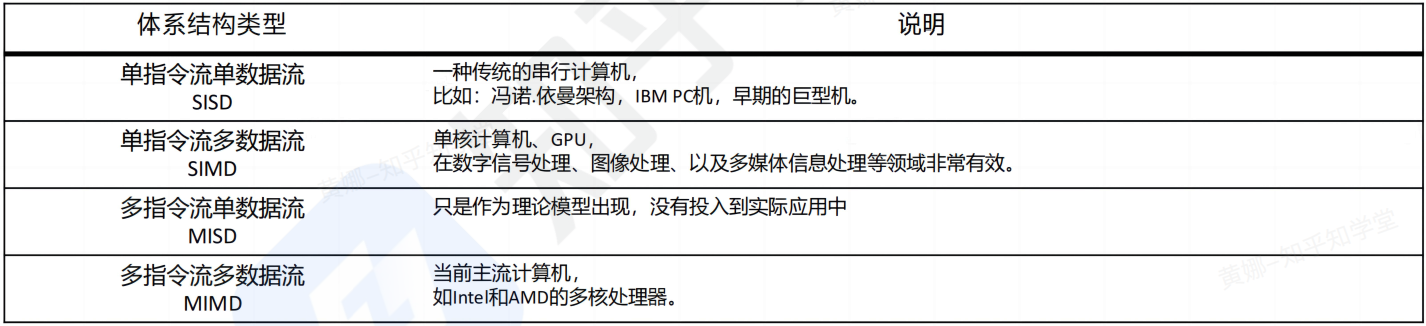 体系结构类型 说明
单指令流单数据流
SISD
一种传统的串行计算机，
比如：冯诺.依曼架构，IBM PC机，早期的巨型机。
单指令流多数据流
SIMD
单核计算机、GPU，
在数字信号处理、图像处理、以及多媒体信息处理等领域非常有效。
多指令流单数据流
MISD
只是作为理论模型出现，没有投入到实际应用中
多指令流多数据流
MIMD
当前主流计算机，
如Intel和AMD的多核处理器。
黄娜-知乎知学堂